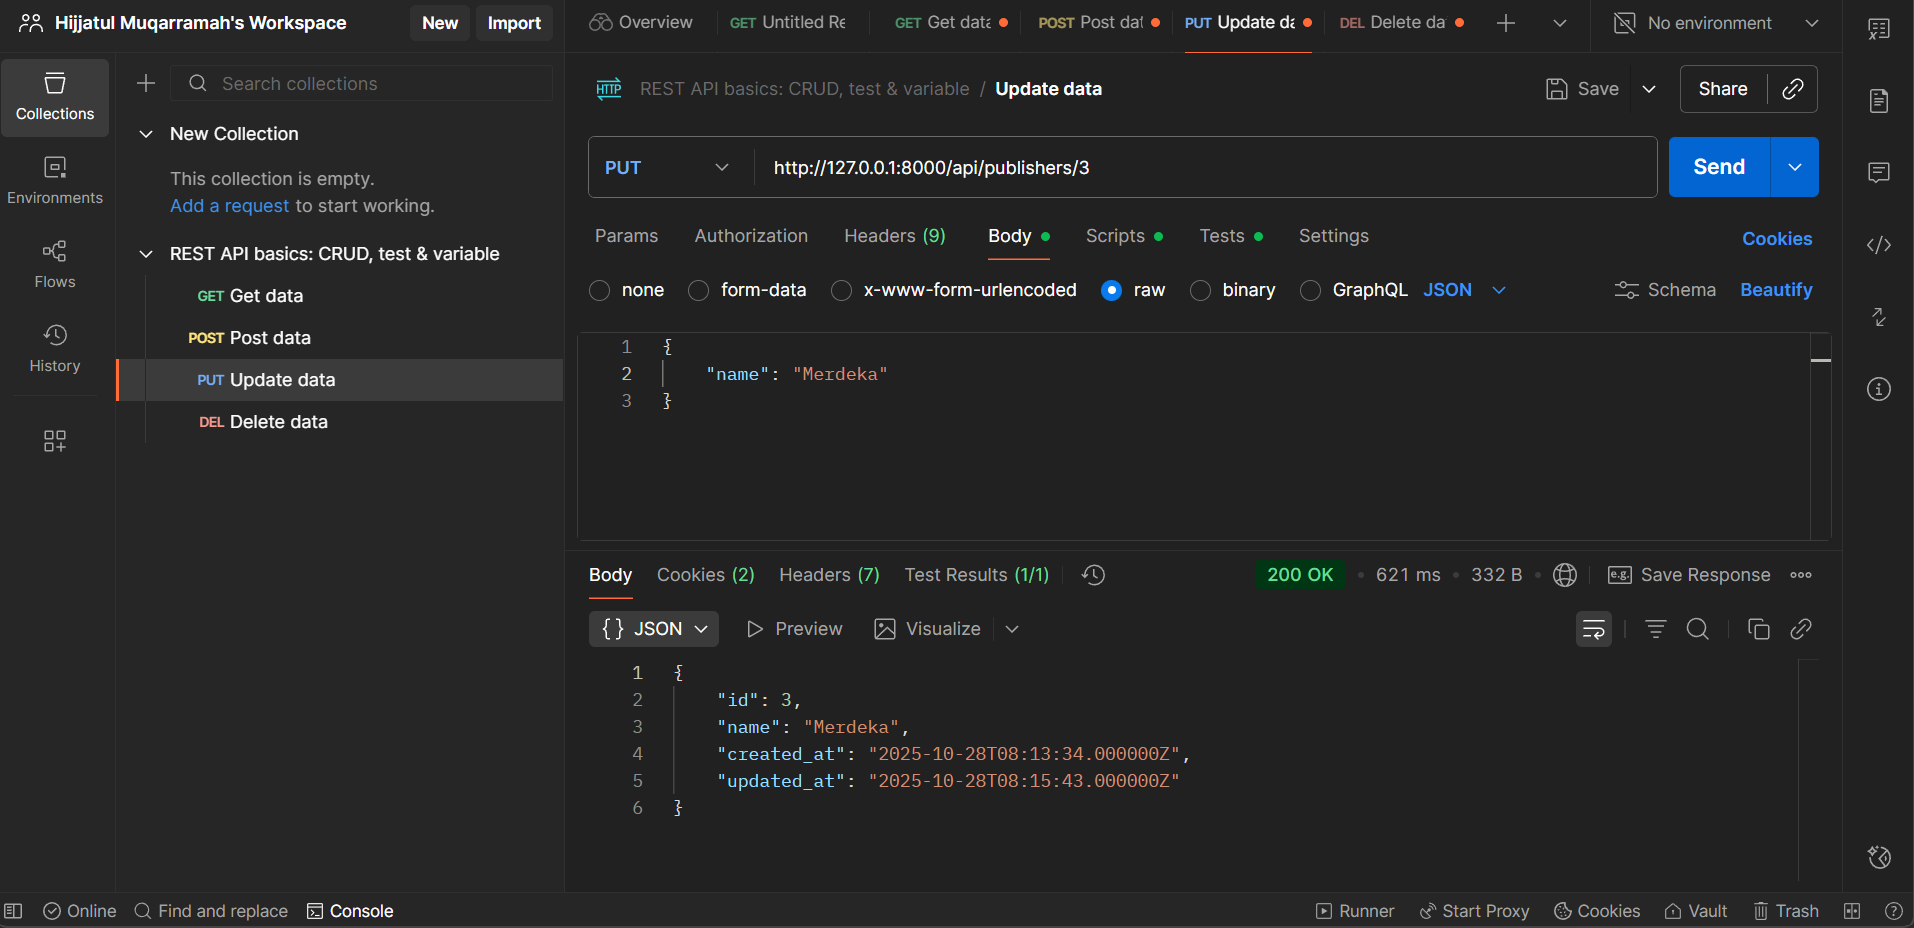 Hijjatul Muqarramah's Workspace
New
Import
Overview
GET Untitled Re
GET Get data
POST Post dat
PUT Update da
DEL Delete da
No environment
Collections
Environments
Flows
History
Search collections
New Collection
This collection is empty.
Add a request to start working.
REST API basics: CRUD, test & variable
GET Get data
POST Post data
PUT Update data
DEL Delete data
HTTP REST API basics: CRUD, test & variable / Update data
Save
Share
PUT
http://127.0.0.1:8000/api/publishers/3
Send
Params
Authorization
Headers (9)
Body
Scripts
Tests
Settings
Cookies
none
form-data
x-www-form-urlencoded
raw
binary
GraphQL
JSON
Schema
Beautify
1 {
2 "name": "Merdeka"
3 }
Body
Cookies (2)
Headers (7)
Test Results (1/1)
200 OK
621 ms
332 B
e.g. Save Response
{} JSON
Preview
Visualize
1 {
2 "id": 3,
3 "name": "Merdeka",
4 "created_at": "2025-10-28T08:13:34.000000Z",
5 "updated_at": "2025-10-28T08:15:43.000000Z"
6 }
Online
Find and replace
Console
Runner
Start Proxy
Cookies
Vault
Trash